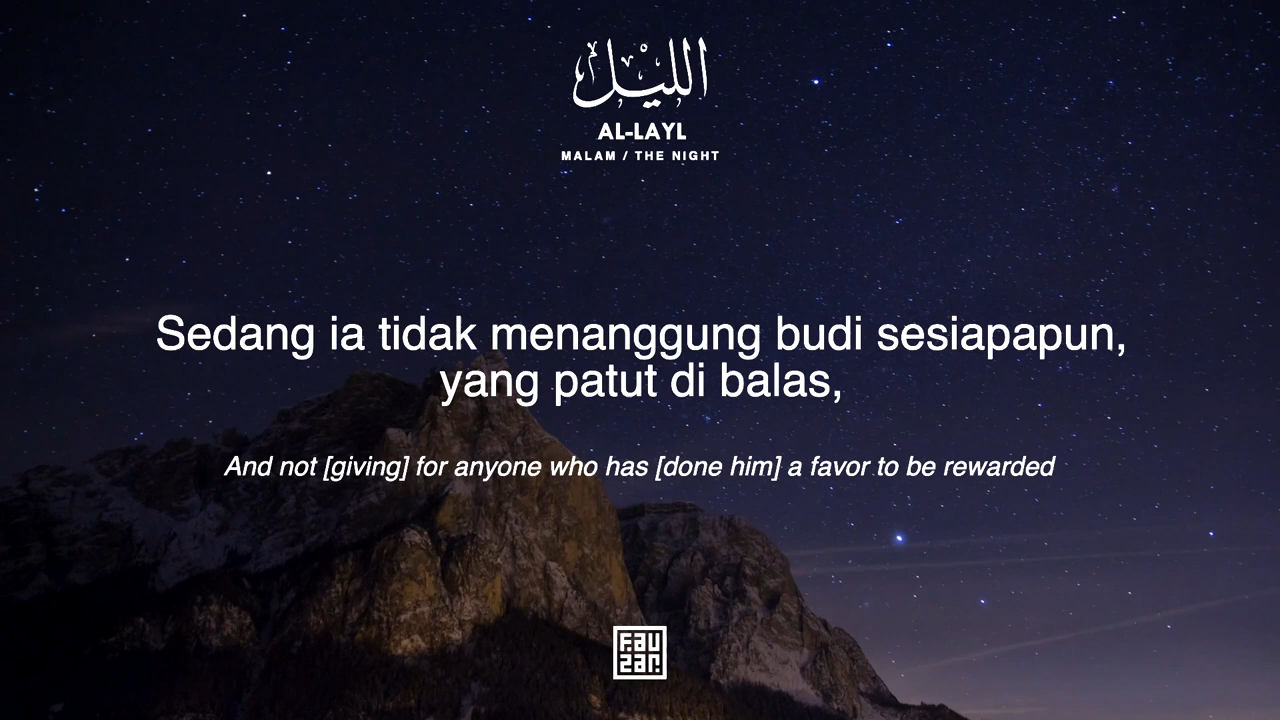 الليل
AL-LAYL
MALAM / THE NIGHT
Sedang ia tidak menanggung budi sesiapapun,
yang patut di balas,
And not [giving] for anyone who has [done him] a favor to be rewarded